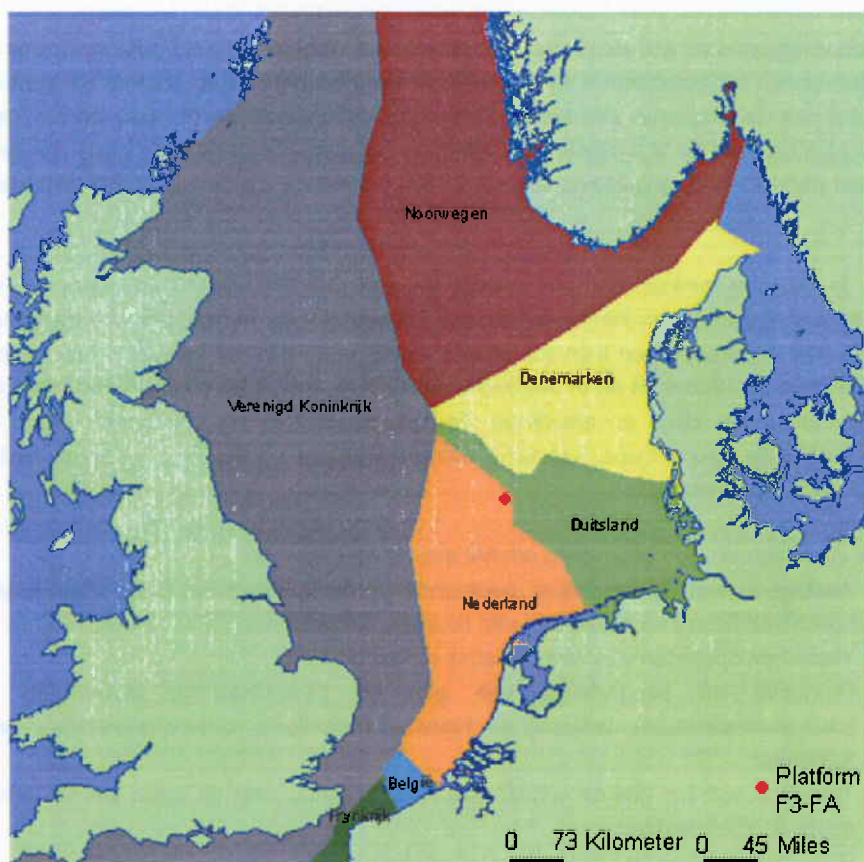 Noorwegen
Denemarken
Verenigd Koninkrijk
Duitsland
Nederland
België
Frankrijk
Platform
F3-FA
0 73 Kilometer 0 45 Miles